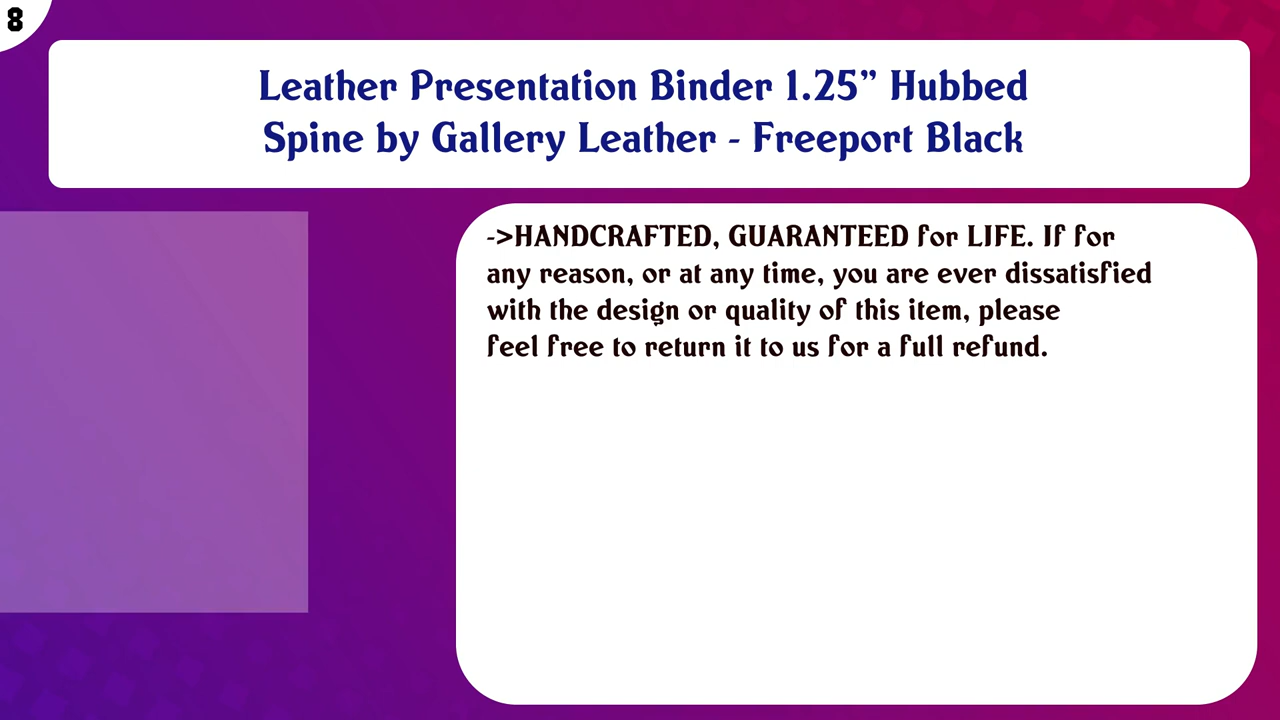 8
Leather Presentation Binder 1.25” Hubbed
Spine by Gallery Leather - Freeport Black
->HANDCRAFTED, GUARANTEED for LIFE. If for
any reason, or at any time, you are ever dissatisfied
with the design or quality of this item, please
feel free to return it to us for a full refund.